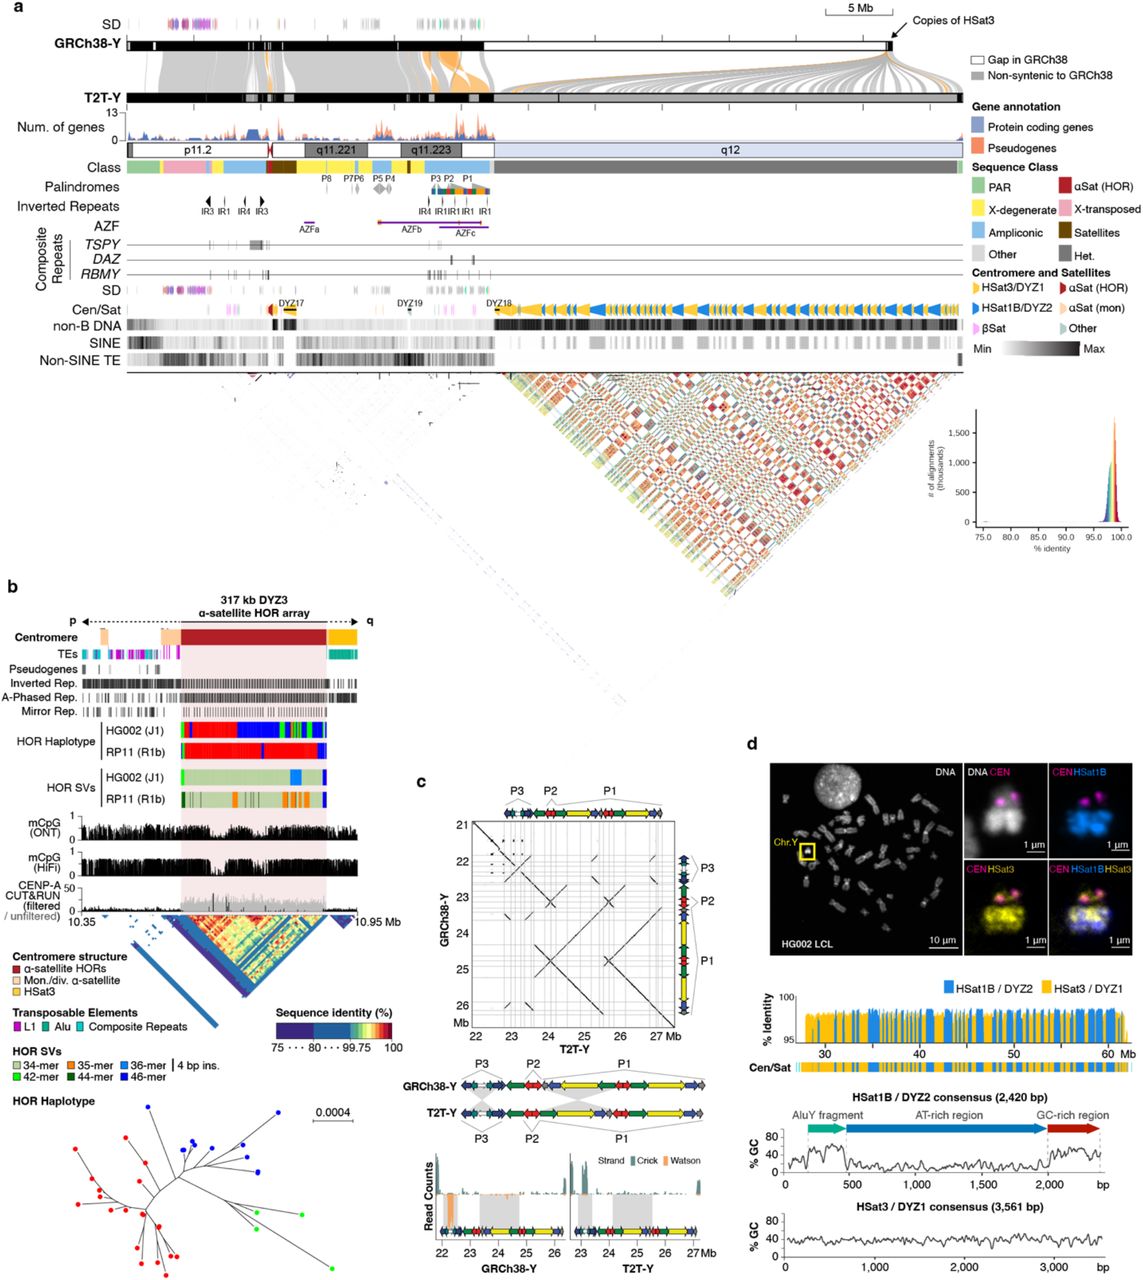 a
SD
5 Mb
Copies of HSat3
GRCh38-Y
T2T-Y
Gap in GRCh38
Non-syntenic to GRCh38
13
Num. of genes
0
Gene annotation
Protein coding genes
Pseudogenes
p11.2
q11.221
q11.223
q12
Class
Sequence Class
PAR
αSat (HOR)
X-degenerate
X-transposed
Ampliconic
Satellites
Other
Het.
Palindromes
P8
P7
P6
P5
P4
P3
P2
P1
Inverted Repeats
IR3
IR1
IR4
IR3
IR4
IR1
IR1
IR1
IR1
AZF
AZFa
AZFb
AZFc
Composite
Repeats
TSPY
DAZ
RBMY
SD
Cen/Sat
DYZ17
DYZ19
DYZ18
Centromere and Satellites
HSat3/DYZ1
αSat (HOR)
HSat1B/DYZ2
αSat (mon)
βSat
Other
Min
Max
non-B DNA
SINE
Non-SINE TE
# of alignments
(thousands)
1,500
1,000
500
0
75.0 80.0 85.0 90.0 95.0 100.0
% identity
b
317 kb DYZ3
α-satellite HOR array
p
q
Centromere
TEs
Pseudogenes
Inverted Rep.
A-Phased Rep.
Mirror Rep.
HOR Haplotype
HG002 (J1)
RP11 (R1b)
HOR SVs
HG002 (J1)
RP11 (R1b)
mCpG
(ONT)
1
0
mCpG
(HiFi)
1
0
CENP-A
CUT&RUN
(filtered
/ unfiltered)
50
0
10.35
10.95 Mb
Centromere structure
α-satellite HORs
Mon./div. α-satellite
HSat3
Transposable Elements
L1
Alu
Composite Repeats
Sequence identity (%)
75
80
99.75
100
HOR SVs
34-mer
35-mer
36-mer
4 bp ins.
42-mer
44-mer
46-mer
HOR Haplotype
0.0004
c
P3
P2
P1
21
22
23
24
25
26
Mb
GRCh38-Y
P3
P2
P1
22 23 24 25 26 27 Mb
T2T-Y
P3
P2
P1
GRCh38-Y
T2T-Y
P3
P2
P1
Strand
Crick
Watson
Read Counts
22 23 24 25 26
GRCh38-Y
23 24 25 26 27 Mb
T2T-Y
d
DNA
Chr.Y
HG002 LCL
10 μm
DNA CEN
1 μm
CEN HSat1B
1 μm
CEN HSat3
1 μm
CEN HSat1B HSat3
1 μm
HSat1B / DYZ2
HSat3 / DYZ1
% Identity
100
95
30 40 50 60 Mb
Cen/Sat
HSat1B / DYZ2 consensus (2,420 bp)
AluY fragment
AT-rich region
GC-rich region
% GC
80
40
0
0 500 1,000 1,500 2,000 bp
HSat3 / DYZ1 consensus (3,561 bp)
% GC
80
40
0
0 1,000 2,000 3,000 bp